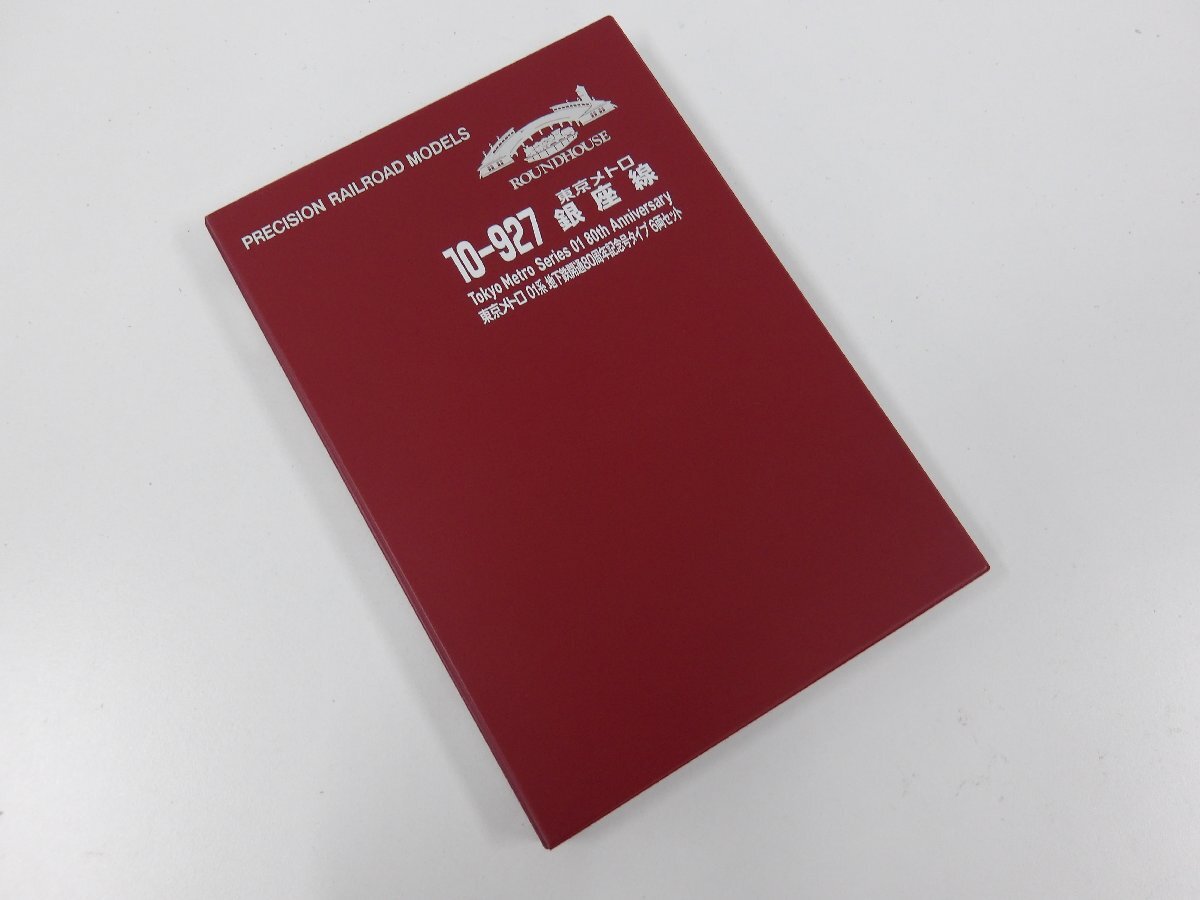 PRECISION RAILROAD MODELS
ROUNDHOUSE
東京メトロ
10-927 銀座線
Tokyo Metro Series 01 80th Anniversary
東京メトロ 01系 地下鉄開通80周年記念号タイプ 6両セット